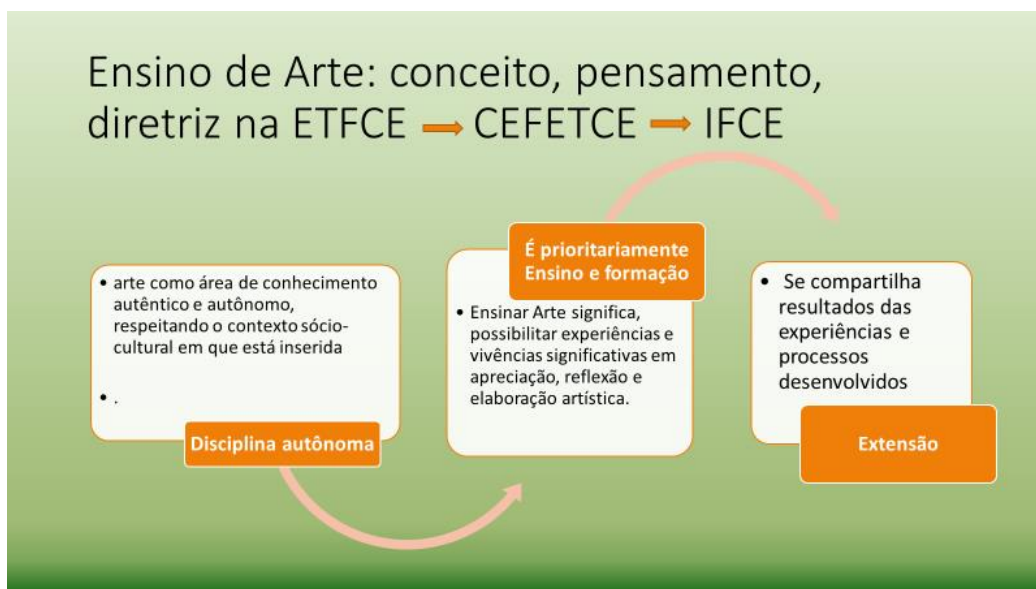 Ensino de Arte: conceito, pensamento,
diretriz na ETFCE → CEFETCE → IFCE
• arte como área de conhecimento
autêntico e autônomo,
respeitando o contexto sócio-
cultural em que está inserida
• .
Disciplina autônoma
É prioritariamente
Ensino e formação
• Ensinar Arte significa,
possibilitar experiências e
vivências significativas em
apreciação, reflexão e
elaboração artística.
• Se compartilha
resultados das
experiências e
processos
desenvolvidos
Extensão